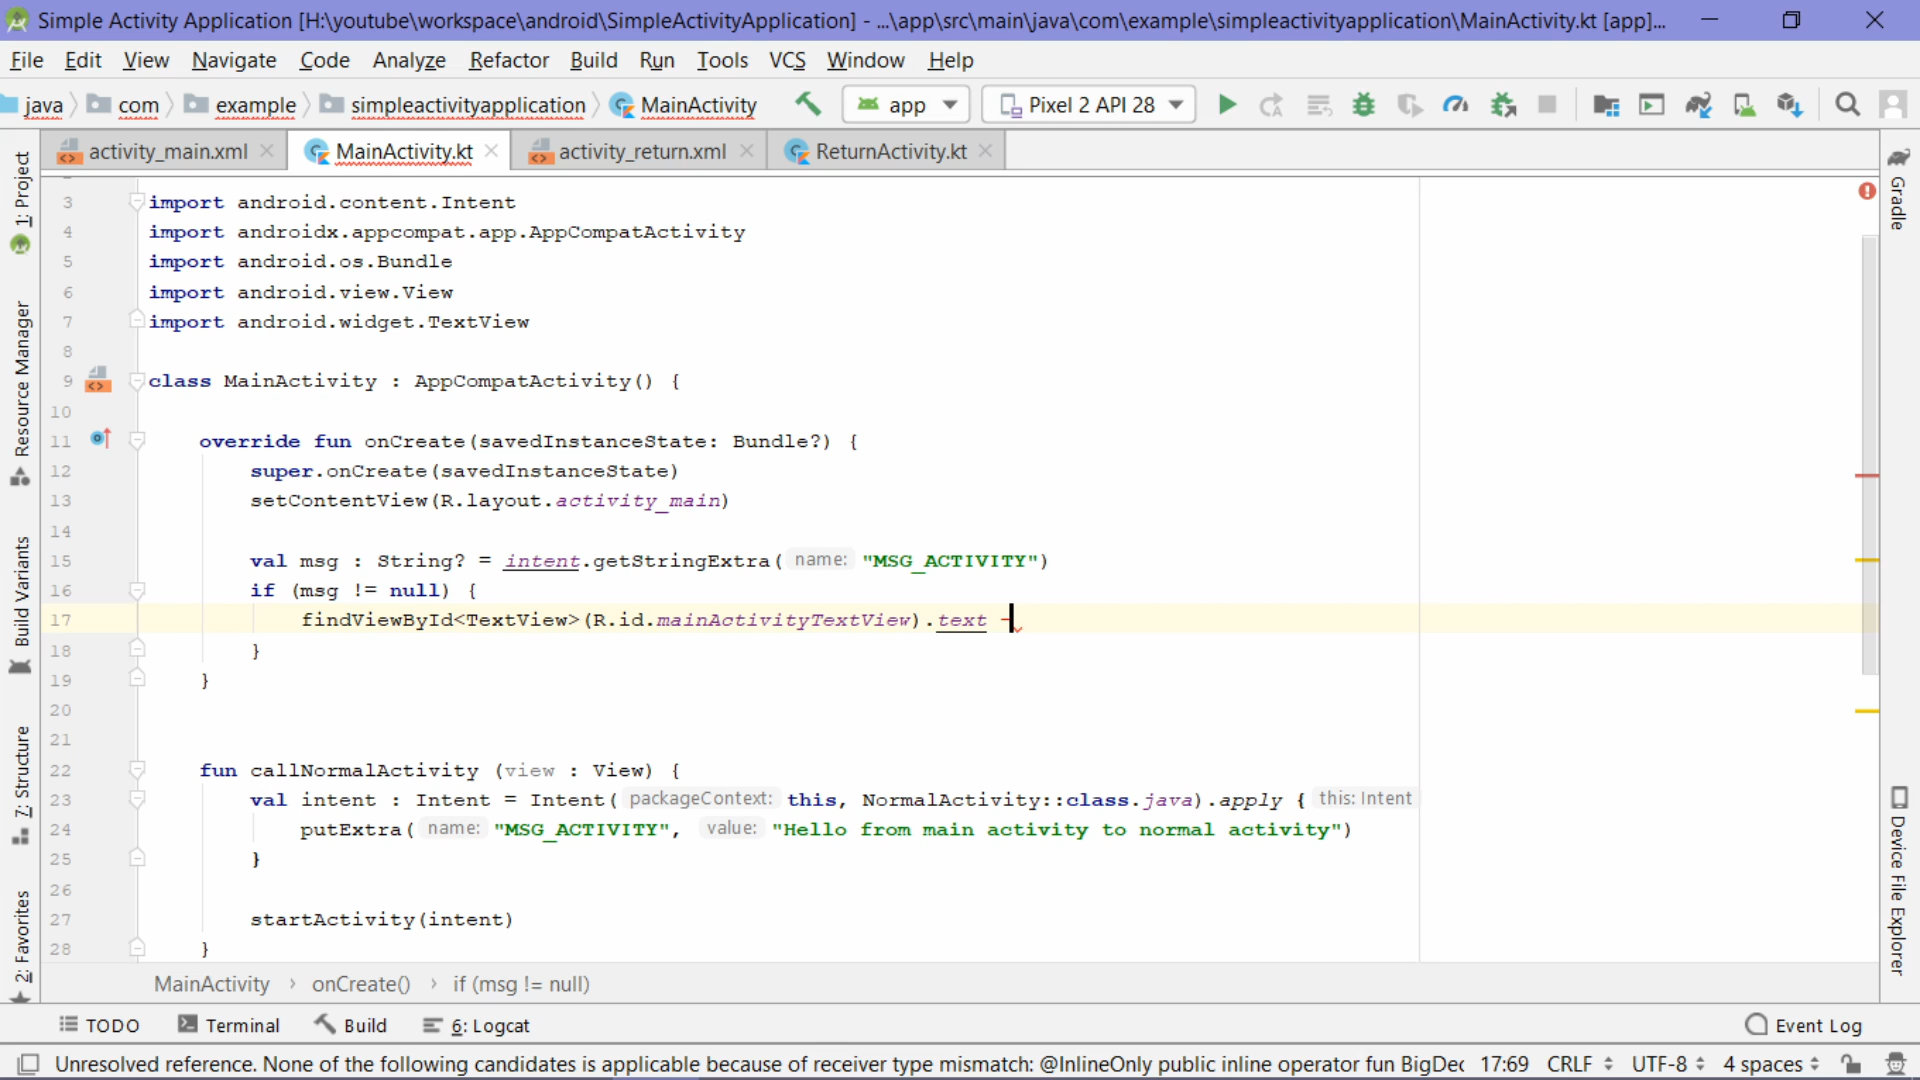 Simple Activity Application [H:\youtube\workspace\android\SimpleActivityApplication] - ...\app\src\main\java\com\example\simpleactivityapplication\MainActivity.kt [app]...
File Edit View Navigate Code Analyze Refactor Build Run Tools VCS Window Help
java com example simpleactivityapplication MainActivity app Pixel 2 API 28
activity_main.xml MainActivity.kt activity_return.xml ReturnActivity.kt
1: Project
Resource Manager
Build Variants
7: Structure
2: Favorites
3 import android.content.Intent
4 import androidx.appcompat.app.AppCompatActivity
5 import android.os.Bundle
6 import android.view.View
7 import android.widget.TextView
8
9 class MainActivity : AppCompatActivity() {
10
11 override fun onCreate(savedInstanceState: Bundle?) {
12 super.onCreate(savedInstanceState)
13 setContentView(R.layout.activity_main)
14
15 val msg : String? = intent.getStringExtra( name: "MSG_ACTIVITY")
16 if (msg != null) {
17 findViewById<TextView>(R.id.mainActivityTextView).text -
18 }
19 }
20
21
22 fun callNormalActivity (view : View) {
23 val intent : Intent = Intent( packageContext: this, NormalActivity::class.java).apply { this: Intent
24 putExtra( name: "MSG_ACTIVITY", value: "Hello from main activity to normal activity")
25 }
26
27 startActivity(intent)
28 }
Gradle
Device File Explorer
MainActivity › onCreate() › if (msg != null)
TODO Terminal Build 6: Logcat Event Log
Unresolved reference. None of the following candidates is applicable because of receiver type mismatch: @InlineOnly public inline operator fun BigDec 17:69 CRLF UTF-8 4 spaces